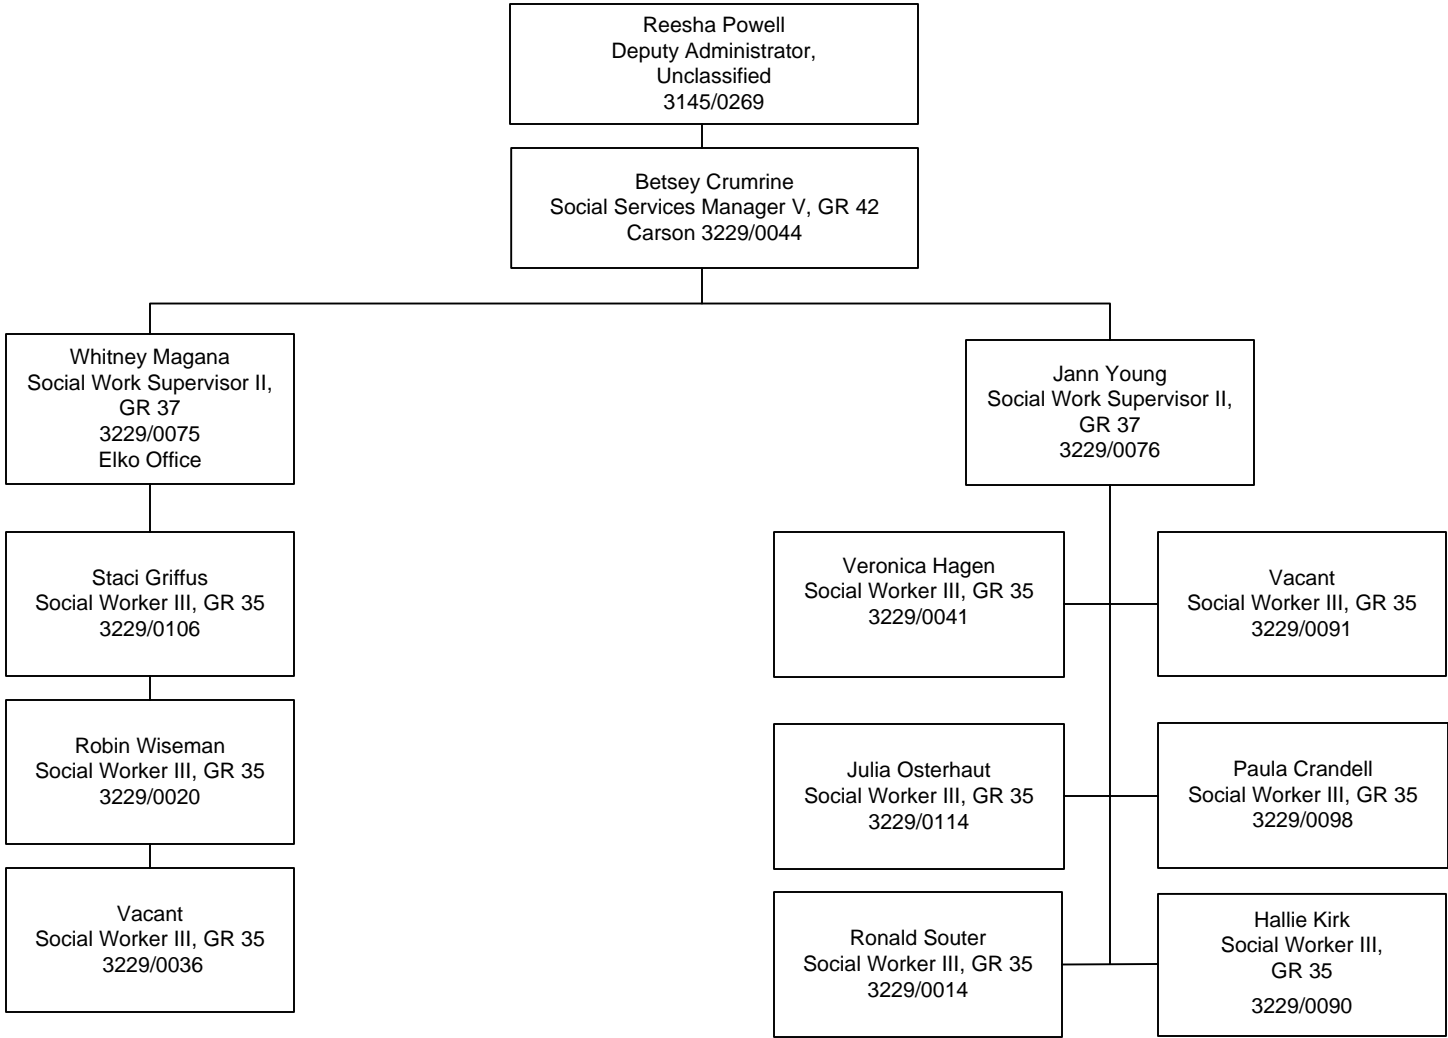 Reesha Powell
Deputy Administrator,
Unclassified
3145/0269
Betsey Crumrine
Social Services Manager V, GR 42
Carson 3229/0044
Whitney Magana
Social Work Supervisor II,
GR 37
3229/0075
Elko Office
Jann Young
Social Work Supervisor II,
GR 37
3229/0076
Staci Griffus
Social Worker III, GR 35
3229/0106
Robin Wiseman
Social Worker III, GR 35
3229/0020
Vacant
Social Worker III, GR 35
3229/0036
Veronica Hagen
Social Worker III, GR 35
3229/0041
Vacant
Social Worker III, GR 35
3229/0091
Julia Osterhaut
Social Worker III, GR 35
3229/0114
Paula Crandell
Social Worker III, GR 35
3229/0098
Ronald Souter
Social Worker III, GR 35
3229/0014
Hallie Kirk
Social Worker III,
GR 35
3229/0090